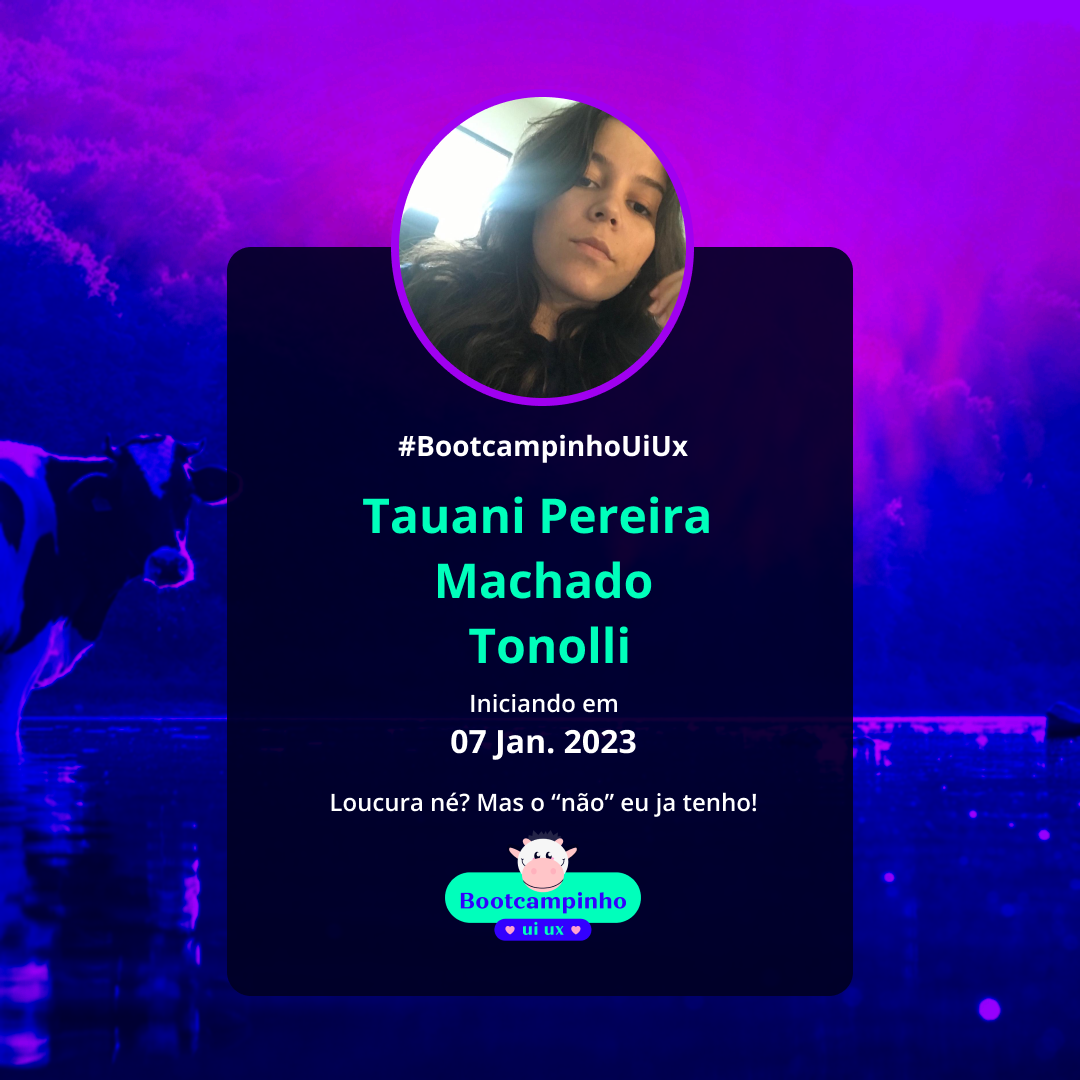 #BootcampinhoUiUx
Tauani Pereira
Machado
Tonolli
Iniciando em
07 Jan. 2023
Loucura né? Mas o “não” eu ja tenho!
Bootcampinho
ui ux